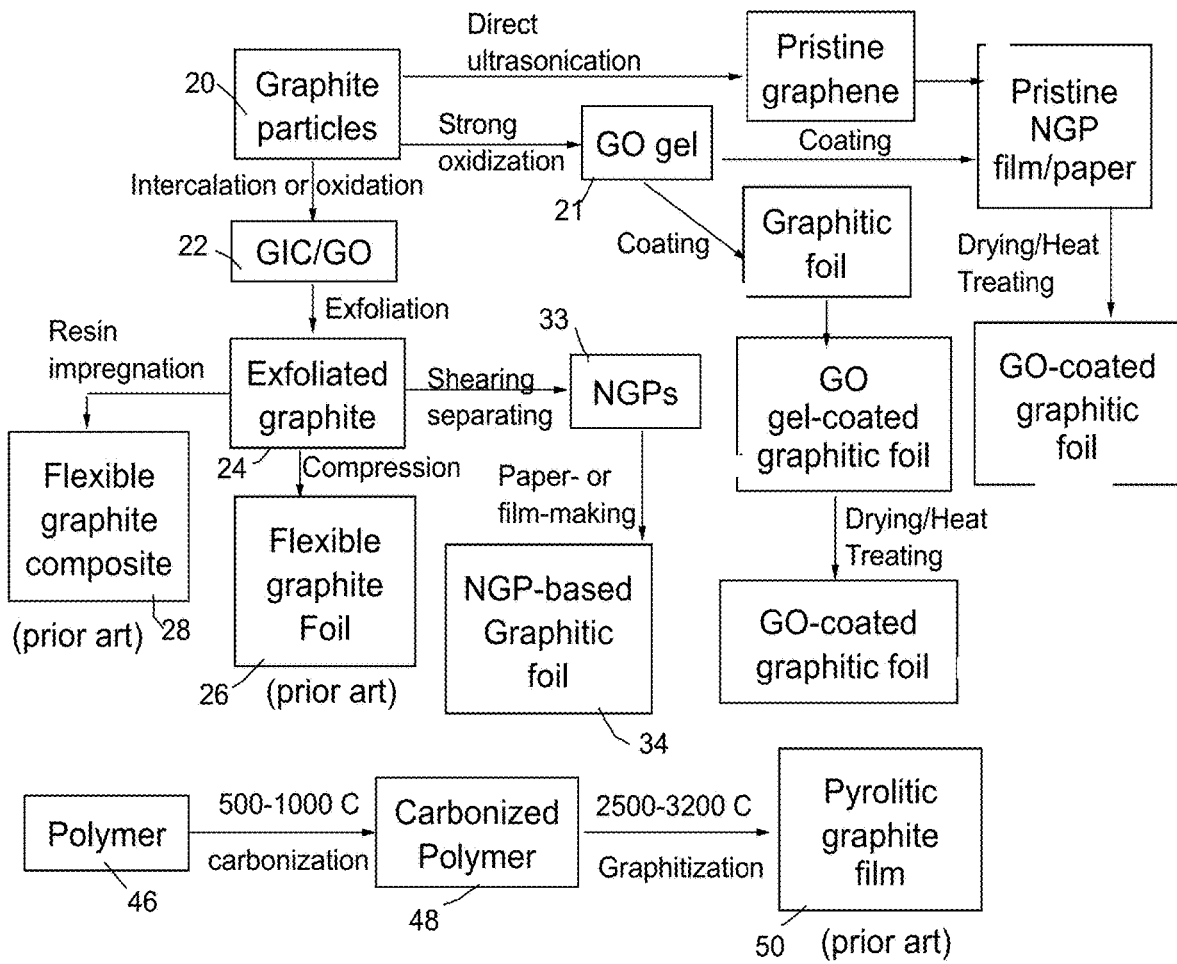 Direct
ultrasonication
Pristine
graphene
20
Graphite
particles
Pristine
NGP
film/paper
Strong
oxidization
GO gel
Coating
Intercalation or oxidation
21
22
GIC/GO
Coating
Graphitic
foil
Drying/Heat
Treating
Exfoliation
Resin
impregnation
33
Exfoliated
graphite
Shearing
separating
NGPs
GO
gel-coated
graphitic foil
GO-coated
graphitic
foil
24
Compression
Flexible
graphite
composite
Paper- or
film-making
Flexible
graphite
Foil
Drying/Heat
Treating
(prior art)
28
NGP-based
Graphitic
foil
GO-coated
graphitic foil
26
(prior art)
34
Polymer
500-1000 C
carbonization
Carbonized
Polymer
2500-3200 C
Graphitization
Pyrolitic
graphite
film
46
48
50
(prior art)